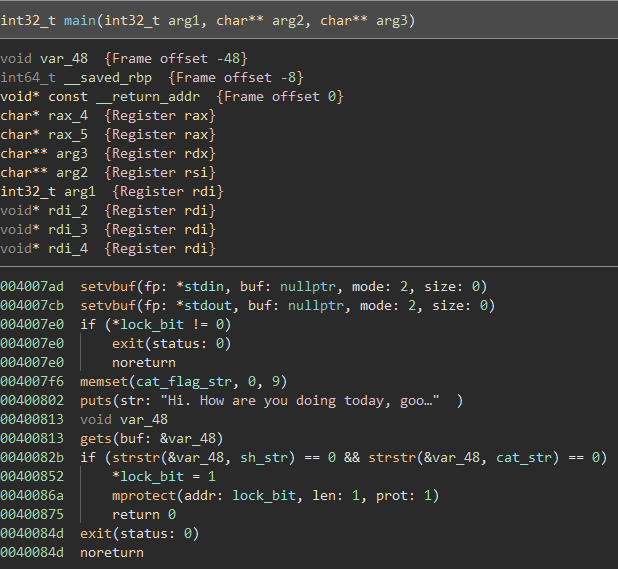 int32_t main(int32_t arg1, char** arg2, char** arg3)
void var_48 {Frame offset -48}
int64_t __saved_rbp {Frame offset -8}
void* const __return_addr {Frame offset 0}
char* rax_4 {Register rax}
char* rax_5 {Register rax}
char** arg3 {Register rdx}
char** arg2 {Register rsi}
int32_t arg1 {Register rdi}
void* rdi_2 {Register rdi}
void* rdi_3 {Register rdi}
void* rdi_4 {Register rdi}
004007ad setvbuf(fp: *stdin, buf: nullptr, mode: 2, size: 0)
004007cb setvbuf(fp: *stdout, buf: nullptr, mode: 2, size: 0)
004007e0 if (*lock_bit != 0)
004007e0 exit(status: 0)
004007e0 noreturn
004007f6 memset(cat_flag_str, 0, 9)
00400802 puts(str: "Hi. How are you doing today, goo…" )
00400813 void var_48
00400813 gets(buf: &var_48)
0040082b if (strstr(&var_48, sh_str) == 0 && strstr(&var_48, cat_str) == 0)
00400852 *lock_bit = 1
0040086a mprotect(addr: lock_bit, len: 1, prot: 1)
00400875 return 0
0040084d exit(status: 0)
0040084d noreturn